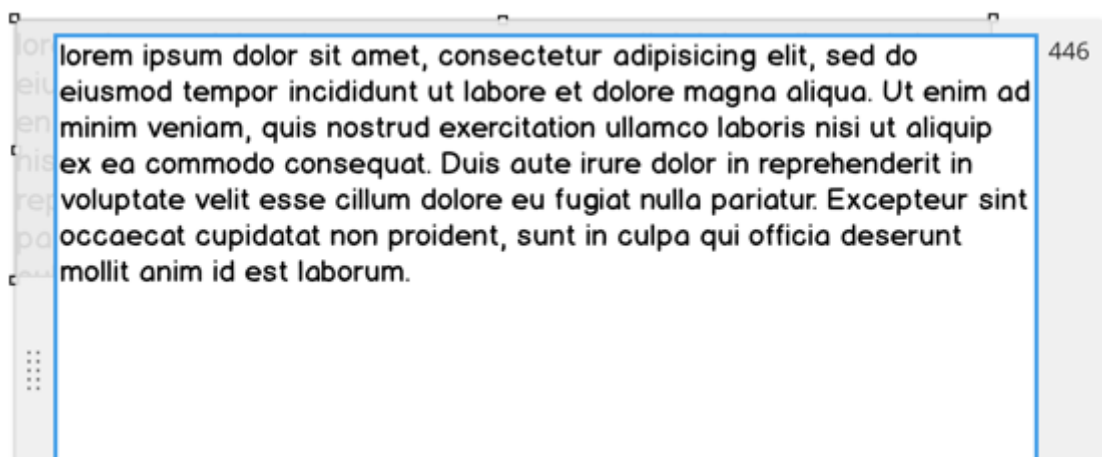 lorem ipsum dolor sit amet, consectetur adipisicing elit, sed do
eiusmod tempor incididunt ut labore et dolore magna aliqua. Ut enim ad
minim veniam, quis nostrud exercitation ullamco laboris nisi ut aliquip
ex ea commodo consequat. Duis aute irure dolor in reprehenderit in
voluptate velit esse cillum dolore eu fugiat nulla pariatur. Excepteur sint
occaecat cupidatat non proident, sunt in culpa qui officia deserunt
mollit anim id est laborum.
446